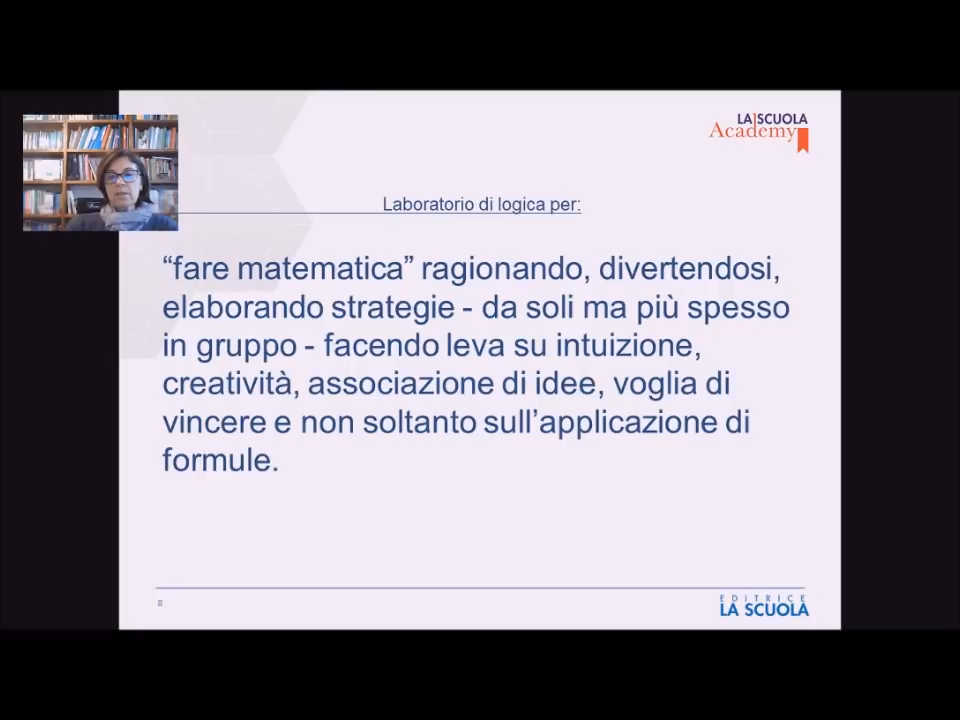 LA SCUOLA
Academy
Laboratorio di logica per:
“fare matematica” ragionando, divertendosi,
elaborando strategie - da soli ma più spesso
in gruppo - facendo leva su intuizione,
creatività, associazione di idee, voglia di
vincere e non soltanto sull’applicazione di
formule.
8
EDITRICE
LA SCUOLA